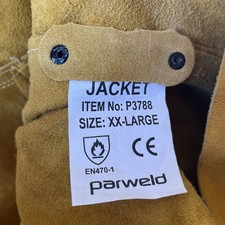 JACKET
ITEM No: P3788
SIZE: XX-LARGE
CE
EN470-1
parweld